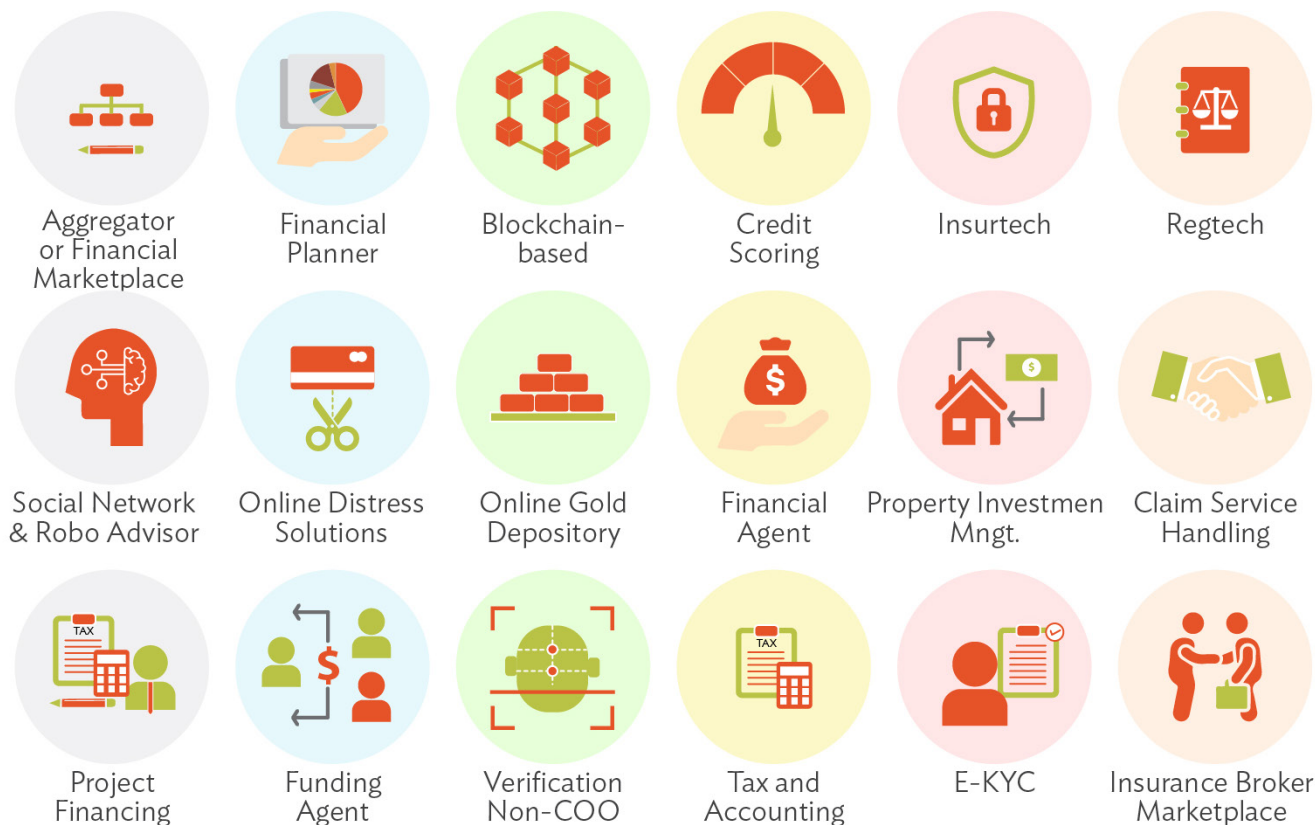 Aggregator
or Financial
Marketplace
Financial
Planner
Blockchain-
based
Credit
Scoring
Insurtech
Regtech
Social Network
& Robo Advisor
Online Distress
Solutions
Online Gold
Depository
$
Financial
Agent
$
Property Investmen
Mngt.
Claim Service
Handling
TAX
Project
Financing
$
Funding
Agent
Verification
Non-COO
TAX
Tax and
Accounting
E-KYC
Insurance Broker
Marketplace